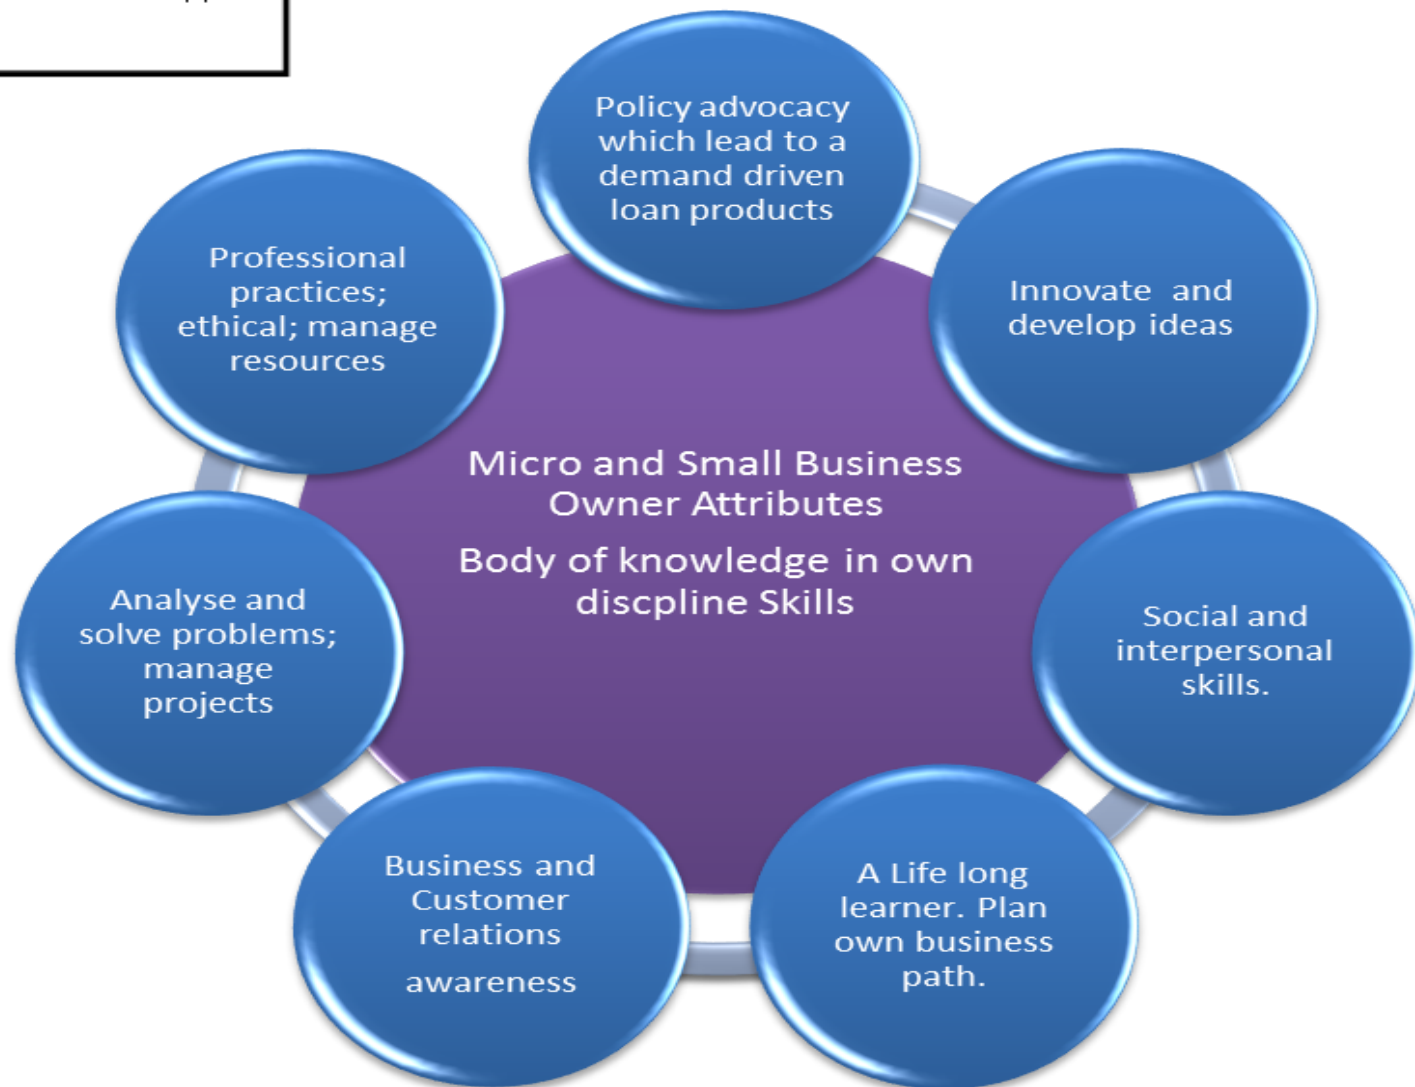 Policy advocacy
which lead to a
demand driven
loan products
Innovate and
develop ideas
Social and
interpersonal
skills.
A Life long
learner. Plan
own business
path.
Business and
Customer
relations
awareness
Analyse and
solve problems;
manage
projects
Professional
practices;
ethical; manage
resources
Micro and Small Business
Owner Attributes
Body of knowledge in own
discpline Skills